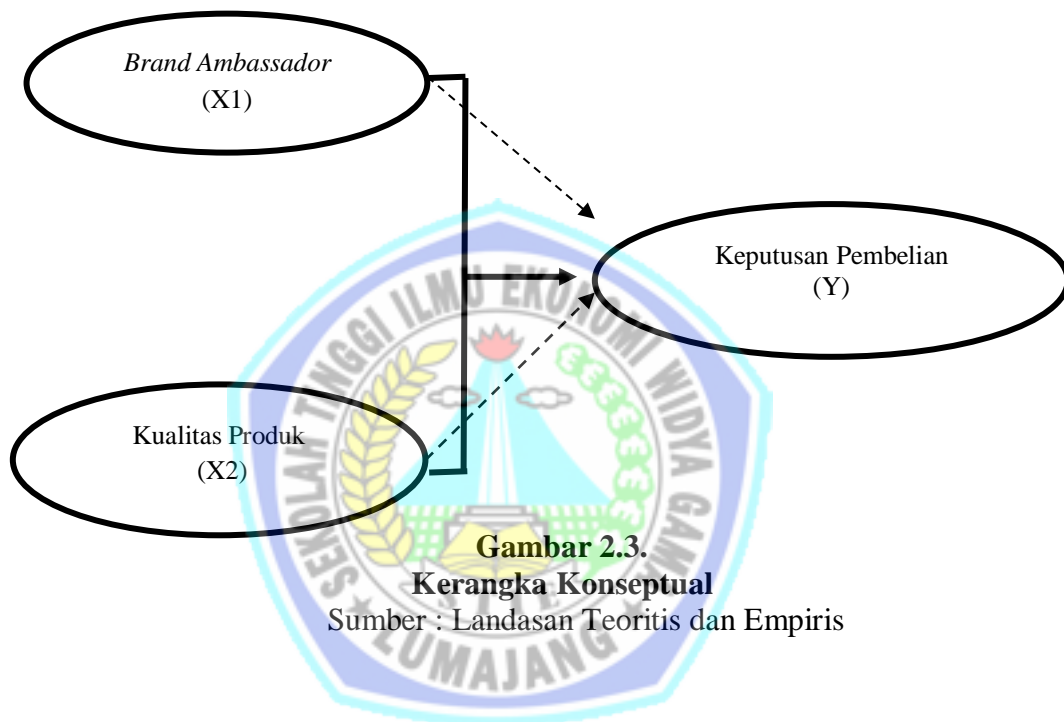 Brand Ambassador
(X1)
Keputusan Pembelian
(Y)
Kualitas Produk
(X2)
Gambar 2.3.
Kerangka Konseptual
Sumber : Landasan Teoritis dan Empiris
SEKOLAH TINGGI ILMU EKONOMI WIDYA GAMA
STIE
LUMAJANG